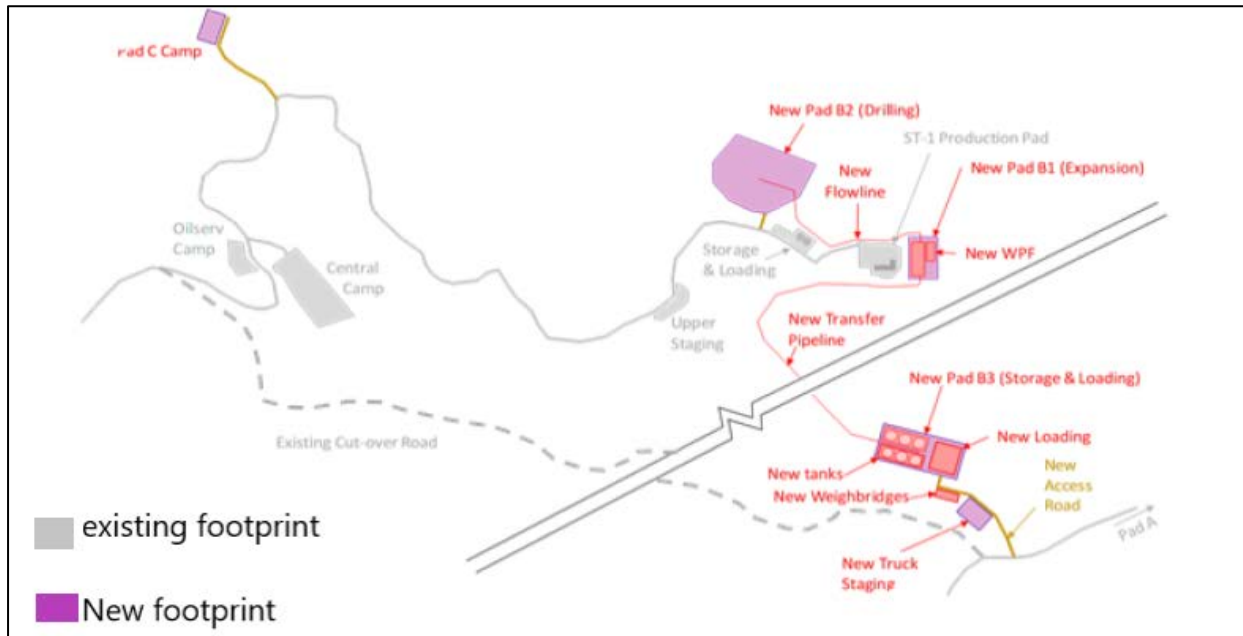 rad C Camp
New Pad B2 (Drilling)
ST-1 Production Pad
New
Flowline
New Pad B1 (Expansion)
Oilserv
Camp
Central
Camp
Storage
& Loading
New WPF
Upper
Staging
New Transfer
Pipeline
New Pad B3 (Storage & Loading)
Existing Cut-over Road
New Loading
New tanks
New
Access
Road
New Weighbridges
Pad A
New Truck
Staging
existing footprint
New footprint